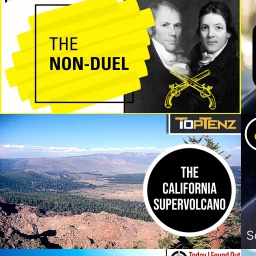 THE
NON-DUEL
TOPTENZ
THE
CALIFORNIA
SUPERVOLCANO
Today I Found Out